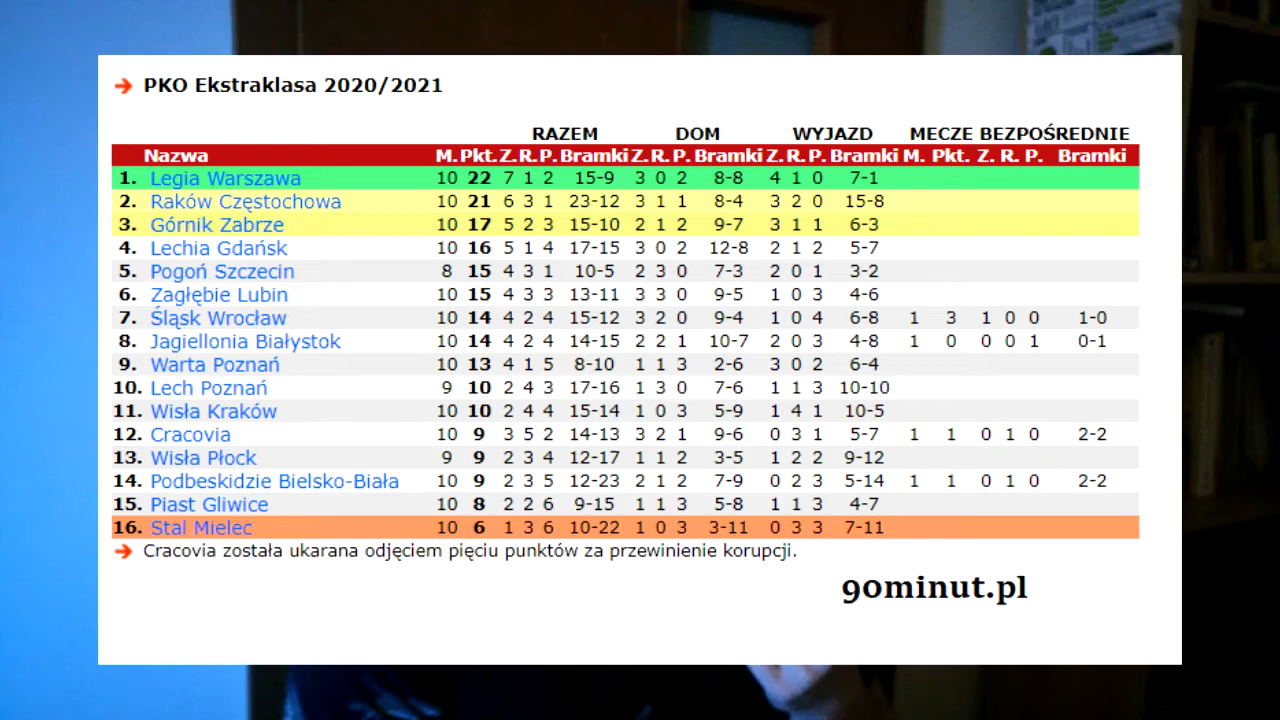 PKO Ekstraklasa 2020/2021
RAZEM DOM WYJAZD MECZE BEZPOŚREDNIE
Nazwa M. Pkt. Z. R. P. Bramki Z. R. P. Bramki Z. R. P. Bramki M. Pkt. Z. R. P. Bramki
1. Legia Warszawa 10 22 7 1 2 15-9 3 0 2 8-8 4 1 0 7-1
2. Raków Częstochowa 10 21 6 3 1 23-12 3 1 1 8-4 3 2 0 15-8
3. Górnik Zabrze 10 17 5 2 3 15-10 2 1 2 9-7 3 1 1 6-3
4. Lechia Gdańsk 10 16 5 1 4 17-15 3 0 2 12-8 2 1 2 5-7
5. Pogoń Szczecin 8 15 4 3 1 10-5 2 3 0 7-3 2 0 1 3-2
6. Zagłębie Lubin 10 15 4 3 3 13-11 3 3 0 9-5 1 0 3 4-6
7. Śląsk Wrocław 10 14 4 2 4 15-12 3 2 0 9-4 1 0 4 6-8 1 3 1 0 0 1-0
8. Jagiellonia Białystok 10 14 4 2 4 14-15 2 2 1 10-7 2 0 3 4-8 1 0 0 0 1 0-1
9. Warta Poznań 10 13 4 1 5 8-10 1 1 3 2-6 3 0 2 6-4
10. Lech Poznań 9 10 2 4 3 17-16 1 3 0 7-6 1 1 3 10-10
11. Wisła Kraków 10 10 2 4 4 15-14 1 0 3 5-9 1 4 1 10-5
12. Cracovia 10 9 3 5 2 14-13 3 2 1 9-6 0 3 1 5-7 1 1 0 1 0 2-2
13. Wisła Płock 9 9 2 3 4 12-17 1 1 2 3-5 1 2 2 9-12
14. Podbeskidzie Bielsko-Biała 10 9 2 3 5 12-23 2 1 2 7-9 0 2 3 5-14 1 1 0 1 0 2-2
15. Piast Gliwice 10 8 2 2 6 9-15 1 1 3 5-8 1 1 3 4-7
16. Stal Mielec 10 6 1 3 6 10-22 1 0 3 3-11 0 3 3 7-11
Cracovia została ukarana odjęciem pięciu punktów za przewinienie korupcji.
90minut.pl